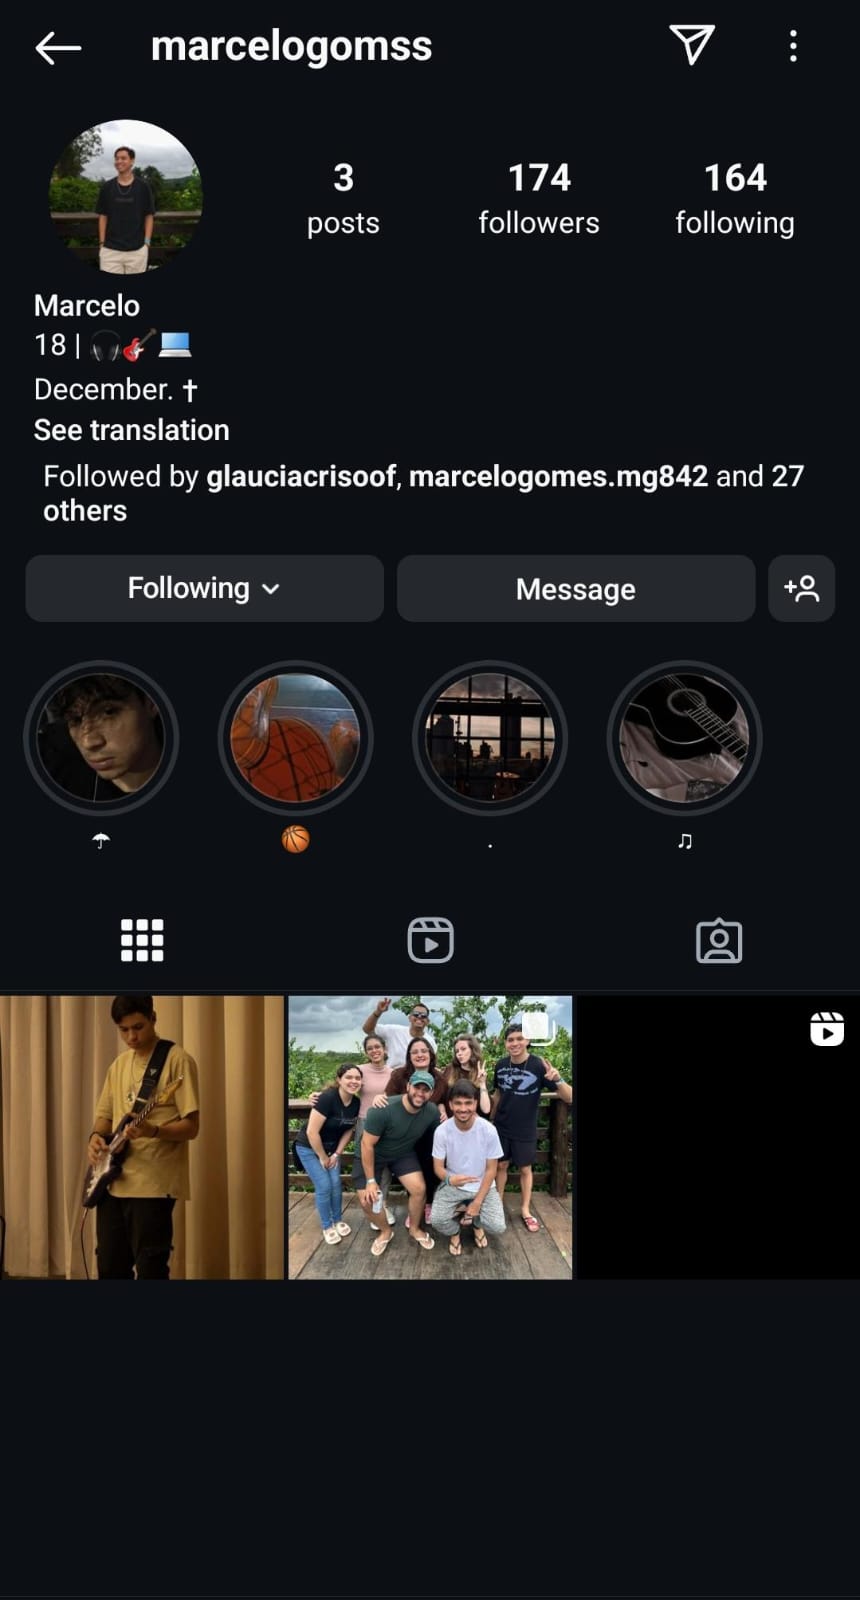 marcelogomss
3 174 164
posts followers following
Marcelo
18 | 🎧🎸💻
December. ✝
See translation
Followed by glauciacrisoof, marcelogomes.mg842 and 27
others
Following Message
☂ 🏀 . ♫